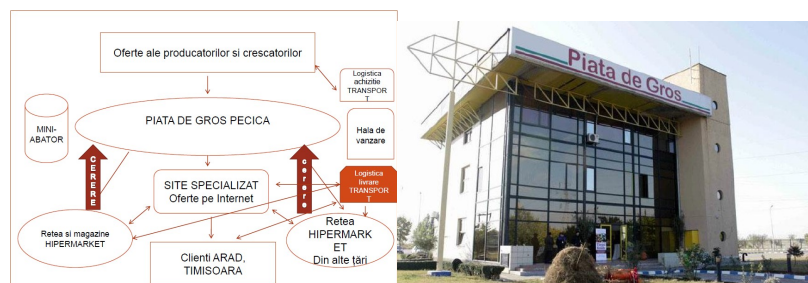 Oferte ale producatorilor si crescatorilor
Logistica
achizitie
TRANSPOR
T
MINI-
ABATOR
PIATA DE GROS PECICA
Hala de
vanzare
CERERE
cerere
SITE SPECIALIZAT
Oferte pe Internet
Logistica
livrare
TRANSPOR
T
Retea si magazine
HIPERMARKET
Retea
HIPERMARK
ET
Din alte țări
Clienti ARAD,
TIMISOARA
Piata de Gros